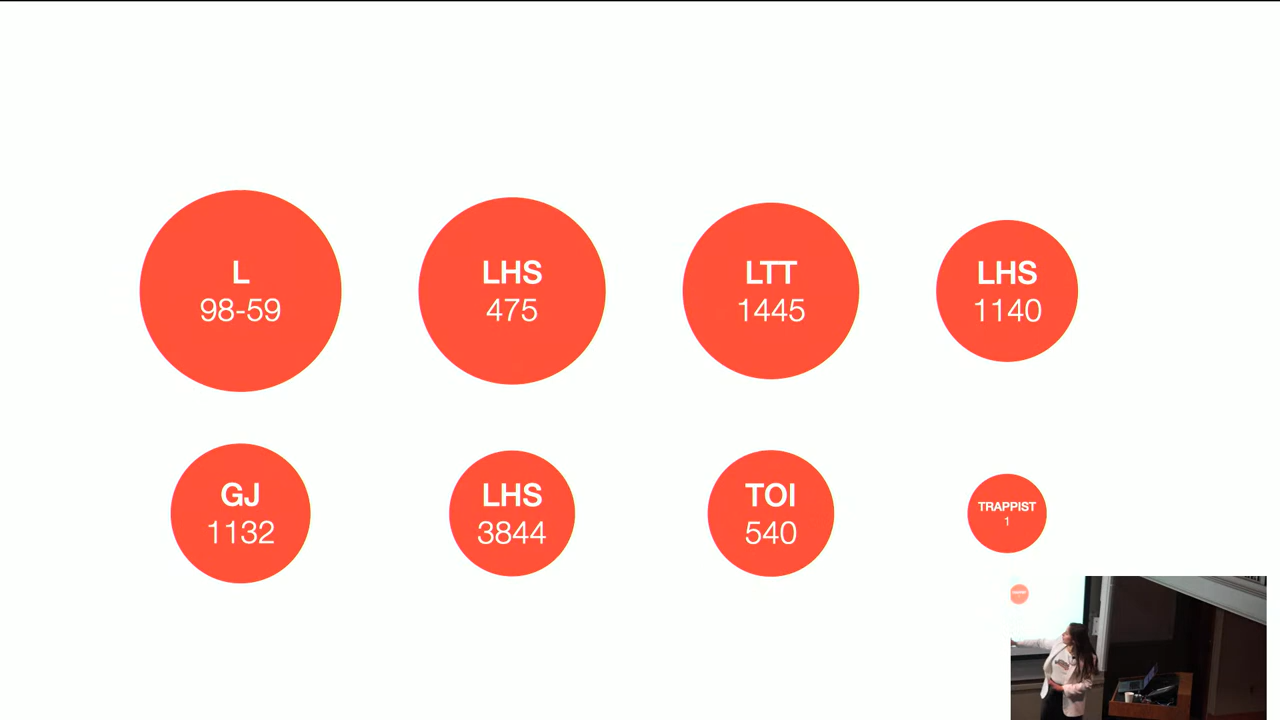 L
98-59
LHS
475
LTT
1445
LHS
1140
GJ
1132
LHS
3844
TOI
540
TRAPPIST
1